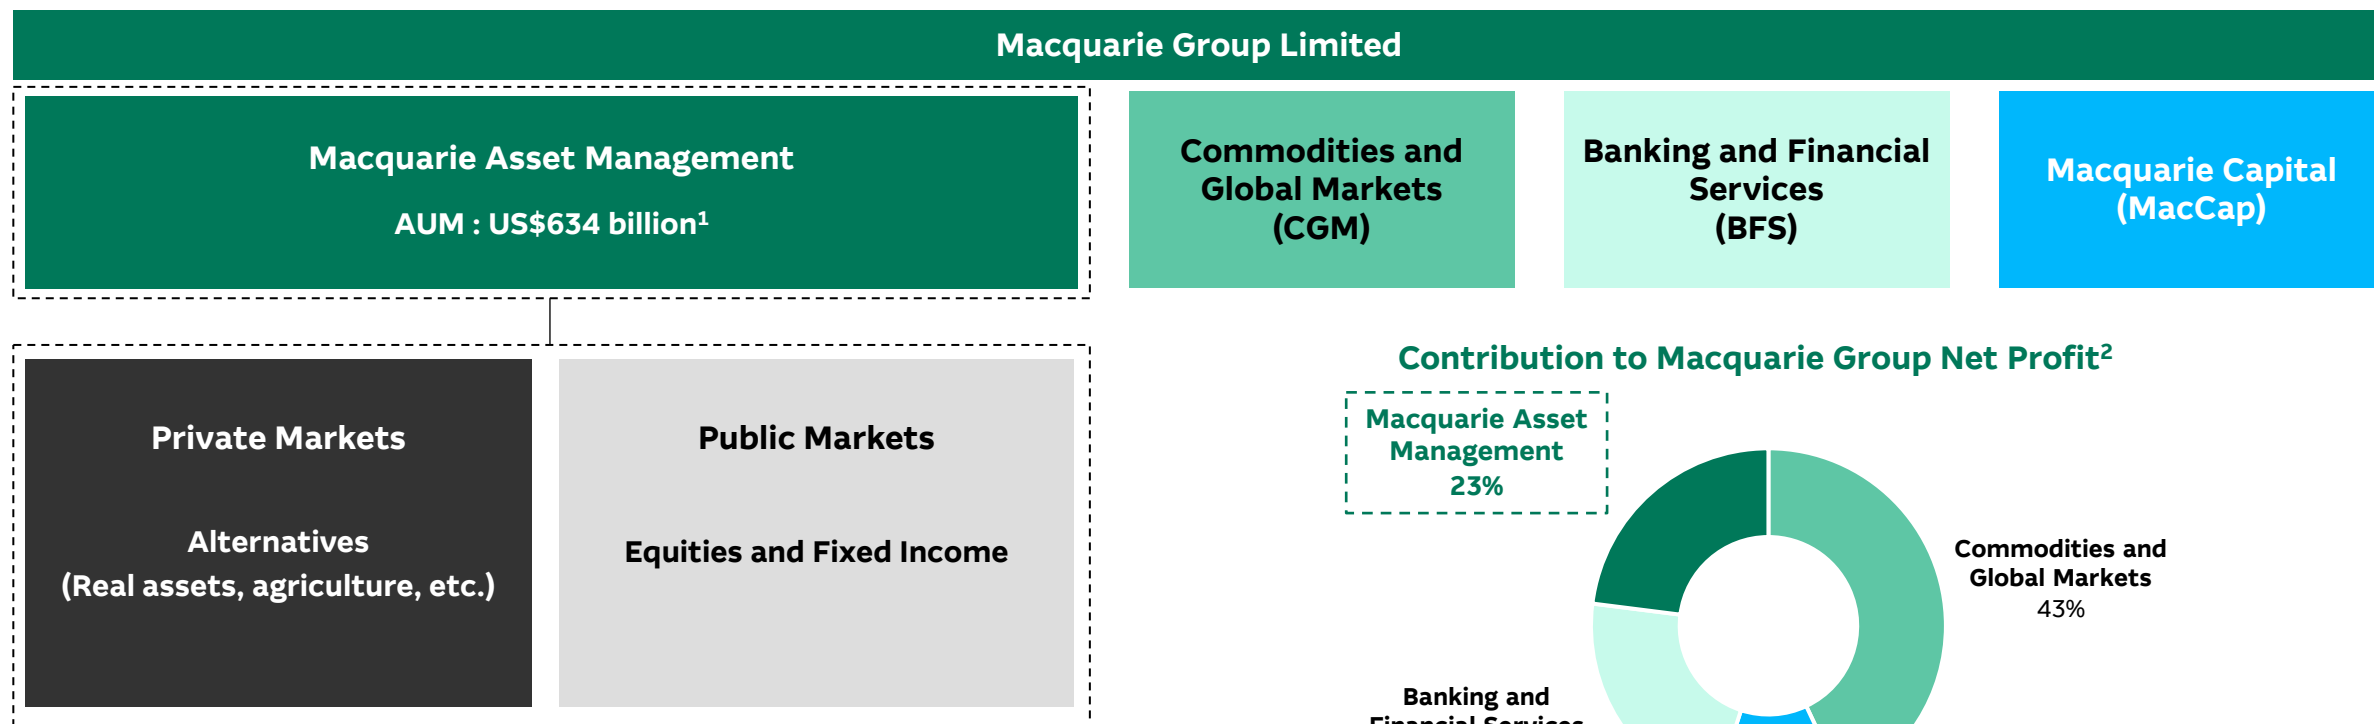 Macquarie Group Limited
Macquarie Asset Management
AUM : US$634 billion¹
Commodities and
Global Markets
(CGM)
Banking and Financial
Services
(BFS)
Macquarie Capital
(MacCap)
Private Markets
Alternatives
(Real assets, agriculture, etc.)
Public Markets
Equities and Fixed Income
Contribution to Macquarie Group Net Profit²
Macquarie Asset
Management
23%
Commodities and
Global Markets
43%
Banking and
Financial Services